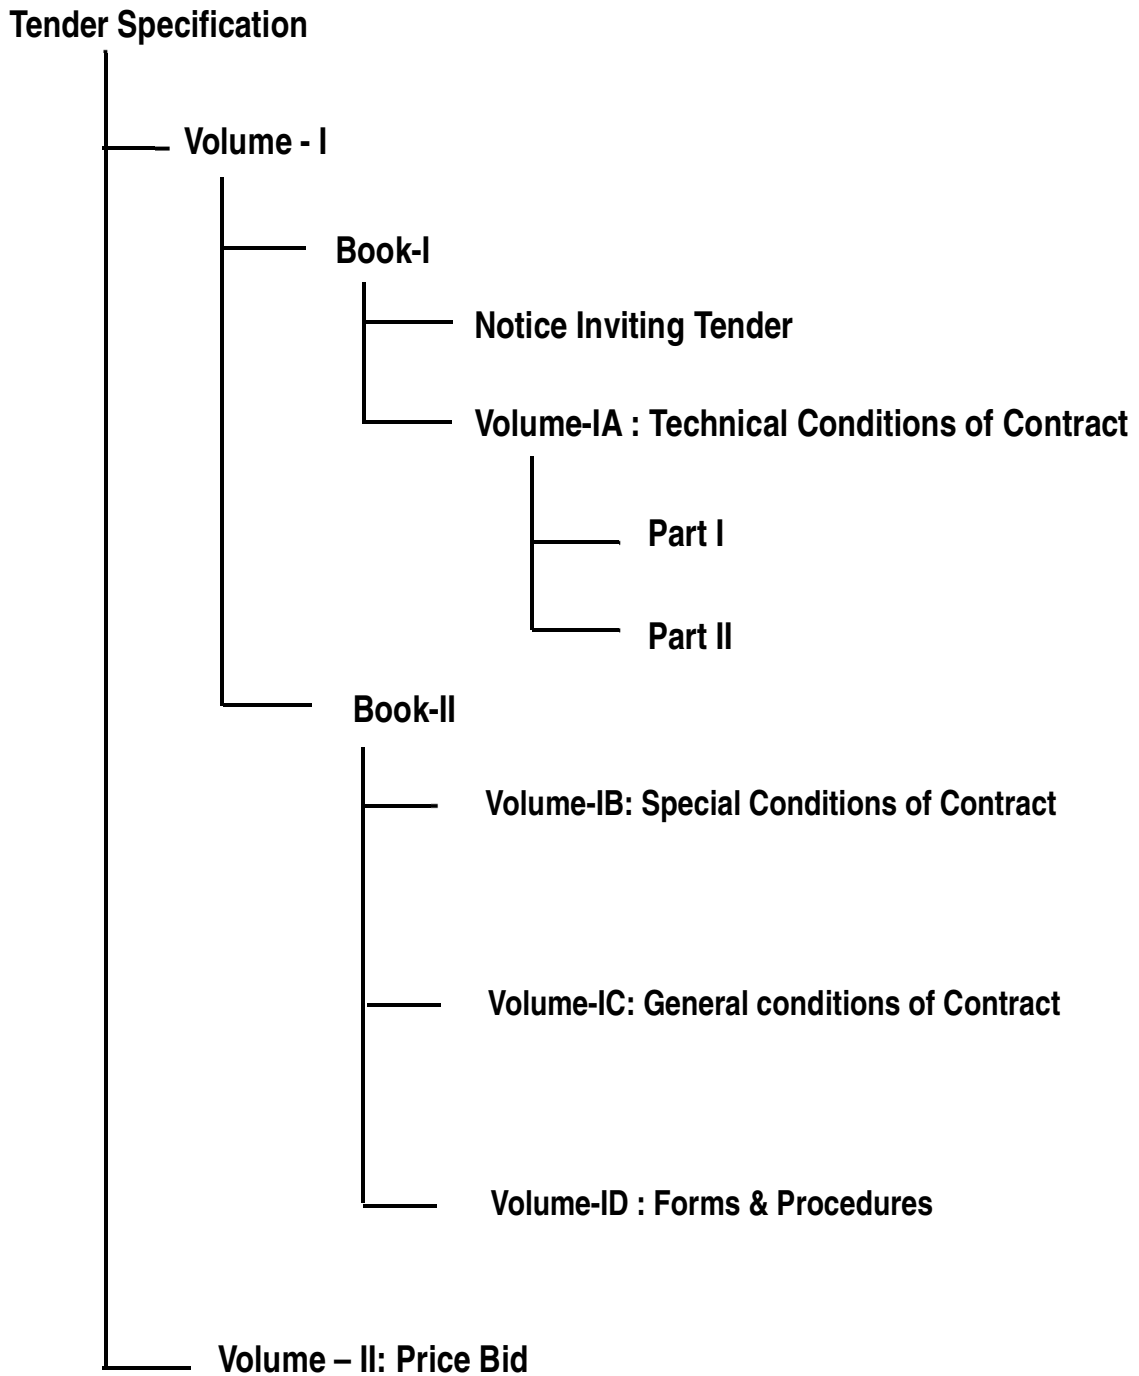 Tender Specification
Volume - I
Book-I
Notice Inviting Tender
Volume-IA : Technical Conditions of Contract
Part I
Part II
Book-II
Volume-IB: Special Conditions of Contract
Volume-IC: General conditions of Contract
Volume-ID : Forms & Procedures
Volume – II: Price Bid